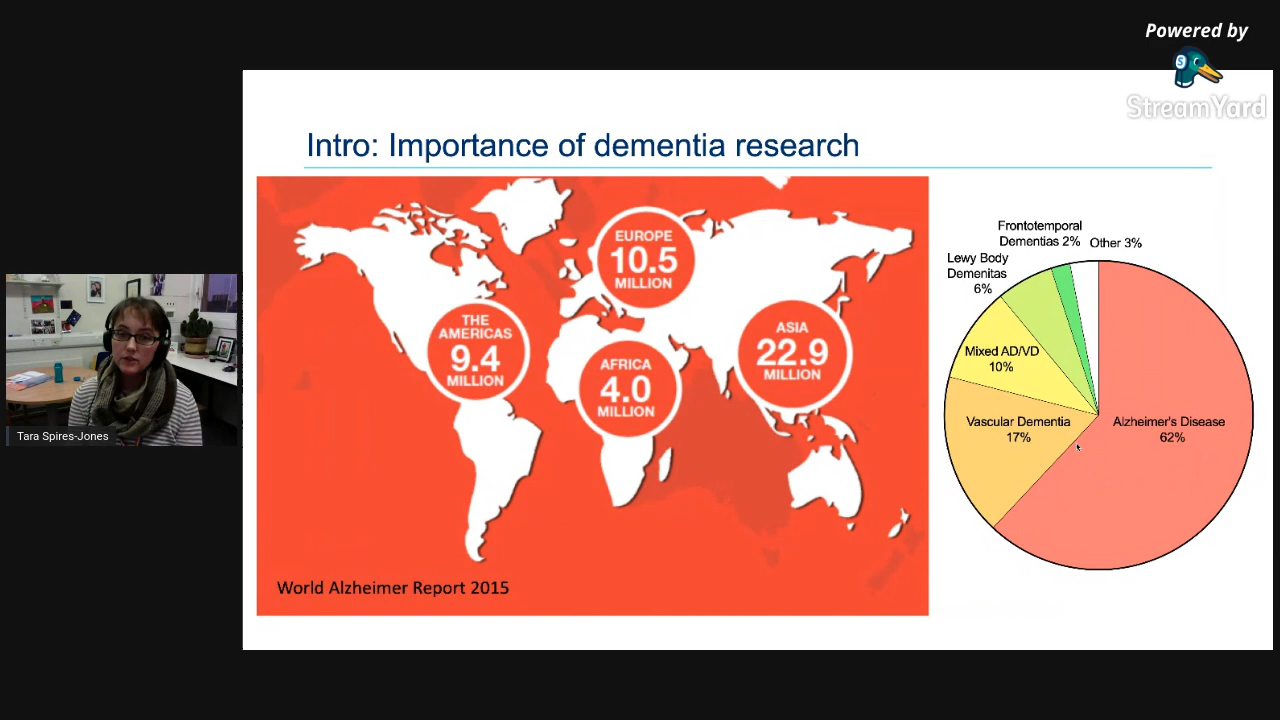 Powered by
StreamYard
Intro: Importance of dementia research
EUROPE
10.5
MILLION
THE
AMERICAS
9.4
MILLION
AFRICA
4.0
MILLION
ASIA
22.9
MILLION
World Alzheimer Report 2015
Frontotemporal
Dementias 2%
Other 3%
Lewy Body
Demenitas
6%
Mixed AD/VD
10%
Vascular Dementia
17%
Alzheimer's Disease
62%
Tara Spires-Jones